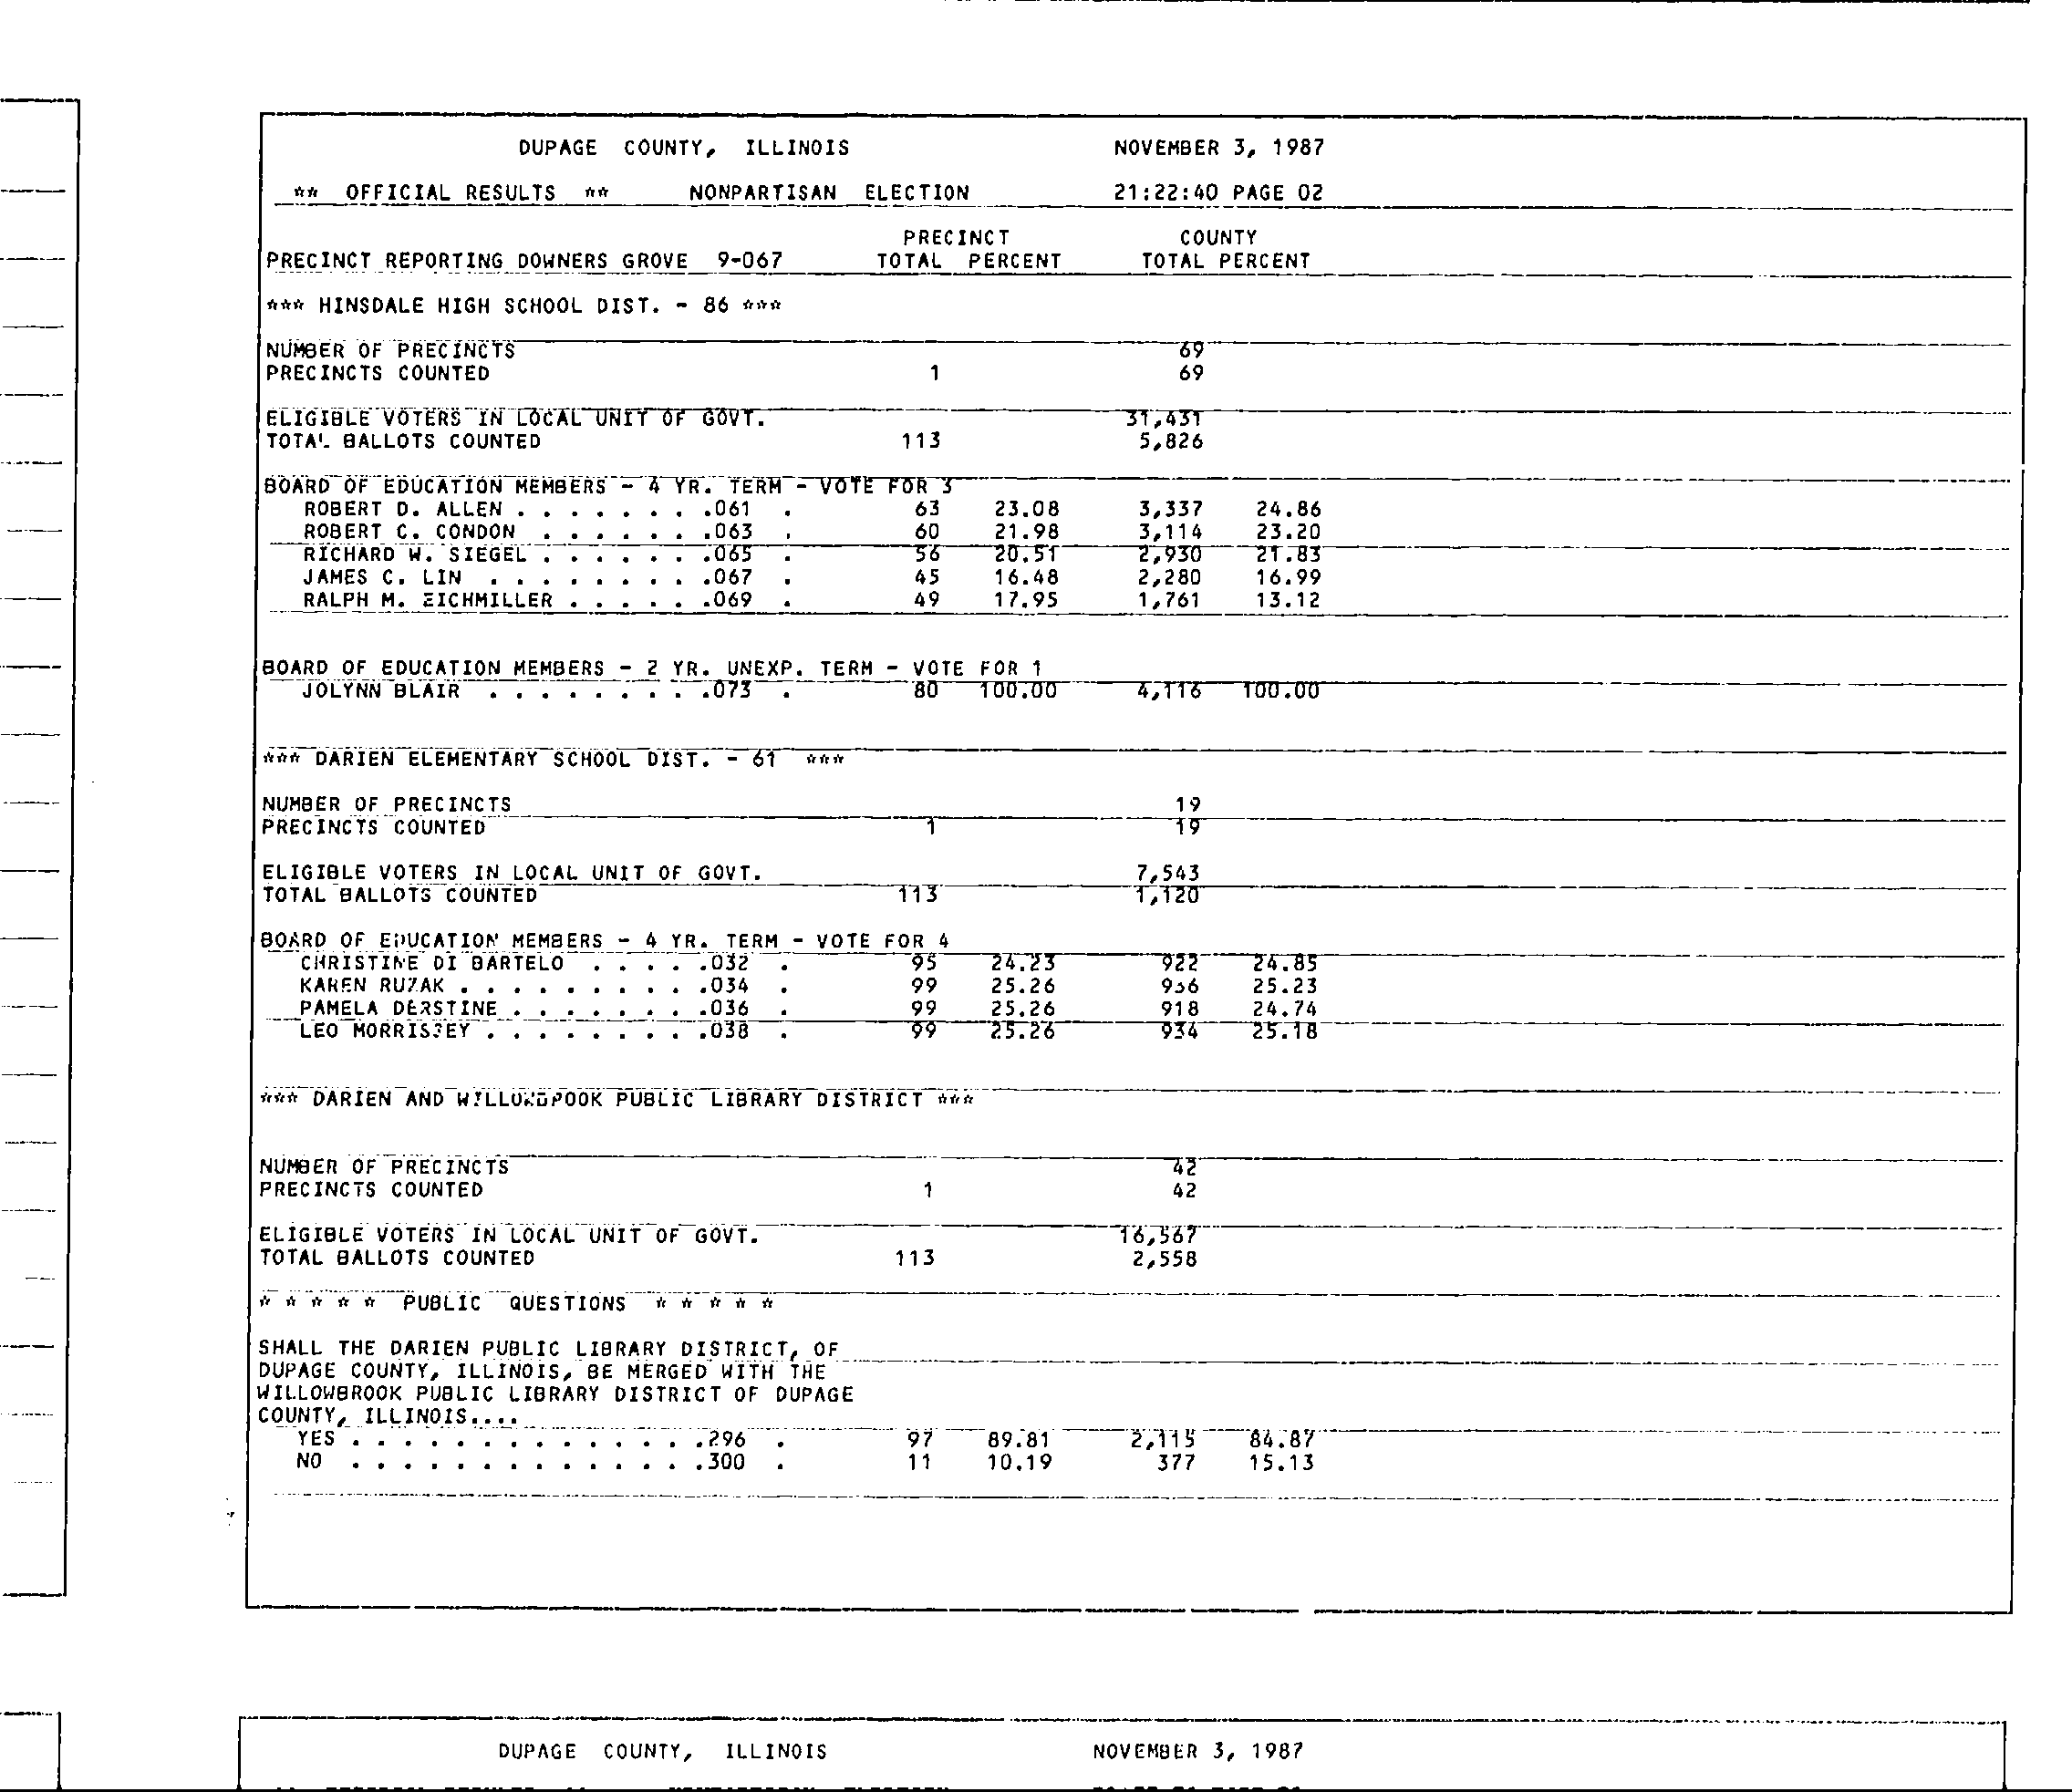 DUPAGE COUNTY, ILLINOIS NOVEMBER 3, 1987
** OFFICIAL RESULTS ** NONPARTISAN ELECTION 21:22:40 PAGE 02
PRECINCT COUNTY
PRECINCT REPORTING DOWNERS GROVE 9-067 TOTAL PERCENT TOTAL PERCENT
*** HINSDALE HIGH SCHOOL DIST. - 86 ***
NUMBER OF PRECINCTS 69
PRECINCTS COUNTED 1 69
ELIGIBLE VOTERS IN LOCAL UNIT OF GOVT. 31,431
TOTAL BALLOTS COUNTED 113 5,826
BOARD OF EDUCATION MEMBERS - 4 YR. TERM - VOTE FOR 3
ROBERT D. ALLEN . . . . . . . .061 . 63 23.08 3,337 24.86
ROBERT C. CONDON . . . . . . .063 . 60 21.98 3,114 23.20
RICHARD W. SIEGEL . . . . . . .065 . 56 20.51 2,930 21.83
JAMES C. LIN . . . . . . . . .067 . 45 16.48 2,280 16.99
RALPH M. EICHMILLER . . . . . .069 . 49 17.95 1,761 13.12
BOARD OF EDUCATION MEMBERS - 2 YR. UNEXP. TERM - VOTE FOR 1
JOLYNN BLAIR . . . . . . . . .073 . 80 100.00 4,116 100.00
*** DARIEN ELEMENTARY SCHOOL DIST. - 61 ***
NUMBER OF PRECINCTS 19
PRECINCTS COUNTED 1 19
ELIGIBLE VOTERS IN LOCAL UNIT OF GOVT. 7,543
TOTAL BALLOTS COUNTED 113 1,120
BOARD OF EDUCATION MEMBERS - 4 YR. TERM - VOTE FOR 4
CHRISTINE DI BARTELO . . . . .032 . 95 24.23 922 24.85
KAREN RUZAK . . . . . . . . . .034 . 99 25.26 936 25.23
PAMELA DERSTINE . . . . . . . .036 . 99 25.26 918 24.74
LEO MORRISSEY . . . . . . . . .038 . 99 25.26 934 25.18
*** DARIEN AND WILLOWBROOK PUBLIC LIBRARY DISTRICT ***
NUMBER OF PRECINCTS 42
PRECINCTS COUNTED 1 42
ELIGIBLE VOTERS IN LOCAL UNIT OF GOVT. 16,567
TOTAL BALLOTS COUNTED 113 2,558
* * * * * PUBLIC QUESTIONS * * * * *
SHALL THE DARIEN PUBLIC LIBRARY DISTRICT, OF
DUPAGE COUNTY, ILLINOIS, BE MERGED WITH THE
WILLOWBROOK PUBLIC LIBRARY DISTRICT OF DUPAGE
COUNTY, ILLINOIS....
YES . . . . . . . . . . . . . .296 . 97 89.81 2,115 84.87
NO . . . . . . . . . . . . . .300 . 11 10.19 377 15.13
DUPAGE COUNTY, ILLINOIS NOVEMBER 3, 1987